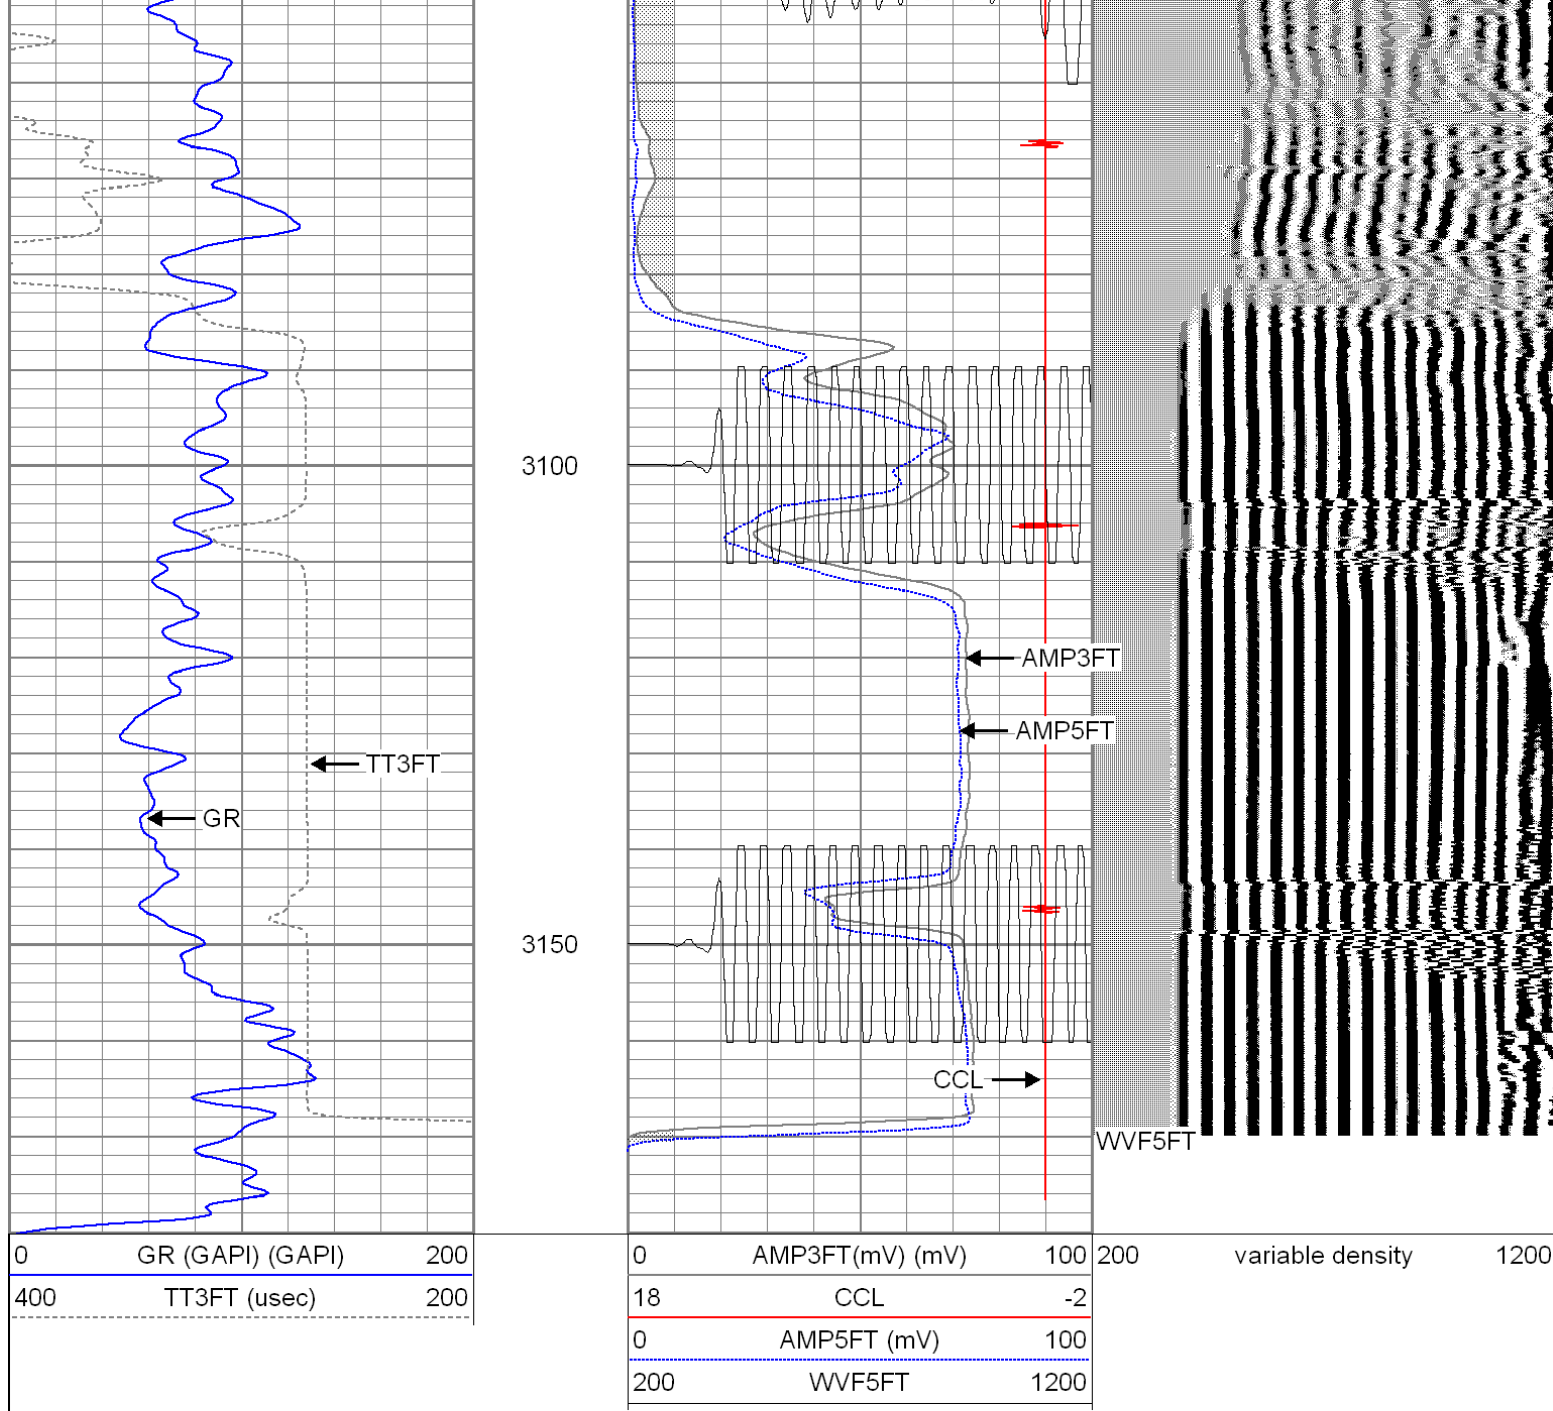 3100
AMP3FT
AMP5FT
TT3FT
GR
3150
CCL
WVF5FT
0 GR (GAPI) (GAPI) 200
400 TT3FT (usec) 200
0 AMP3FT(mV) (mV) 100
18 CCL -2
0 AMP5FT (mV) 100
200 WVF5FT 1200
200 variable density 1200